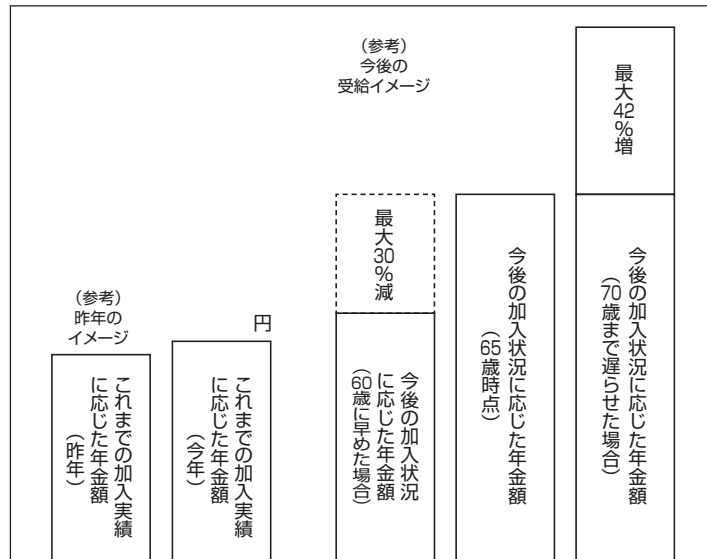 （参考）
昨年の
イメージ
これまでの加入実績
に応じた年金額
（昨年）
円
これまでの加入実績
に応じた年金額
（今年）
（参考）
今後の
受給イメージ
最大30％減
今後の加入状況
に応じた年金額
（60歳に早めた場合）
今後の加入状況に応じた年金額
（65歳時点）
最大42％増
今後の加入状況に応じた年金額
（70歳まで遅らせた場合）